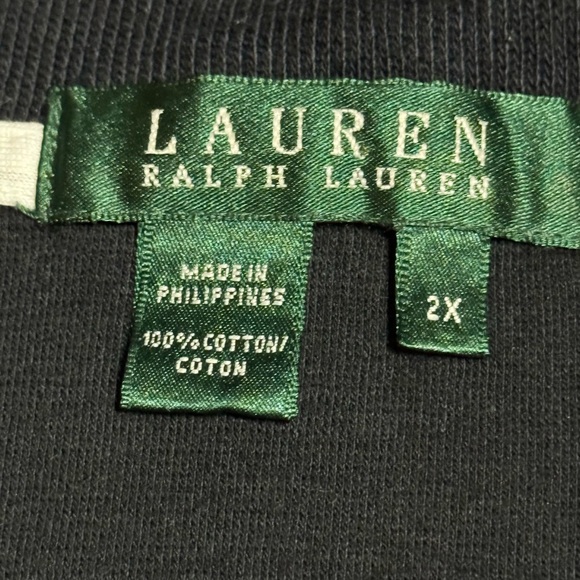 LAUREN
RALPH LAUREN
MADE IN
PHILIPPINES
100% COTTON/
COTON
2X